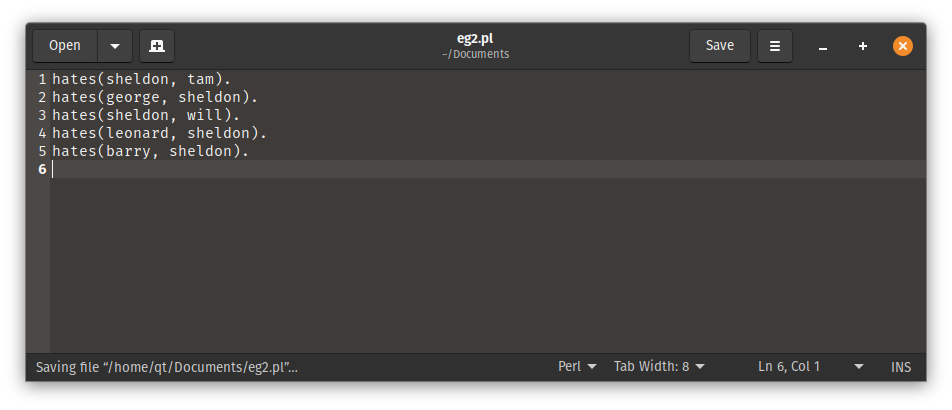 Open
eg2.pl
~/Documents
Save
1 hates(sheldon, tam).
2 hates(george, sheldon).
3 hates(sheldon, will).
4 hates(leonard, sheldon).
5 hates(barry, sheldon).
6
Saving file “/home/qt/Documents/eg2.pl”… Perl Tab Width: 8 Ln 6, Col 1 INS